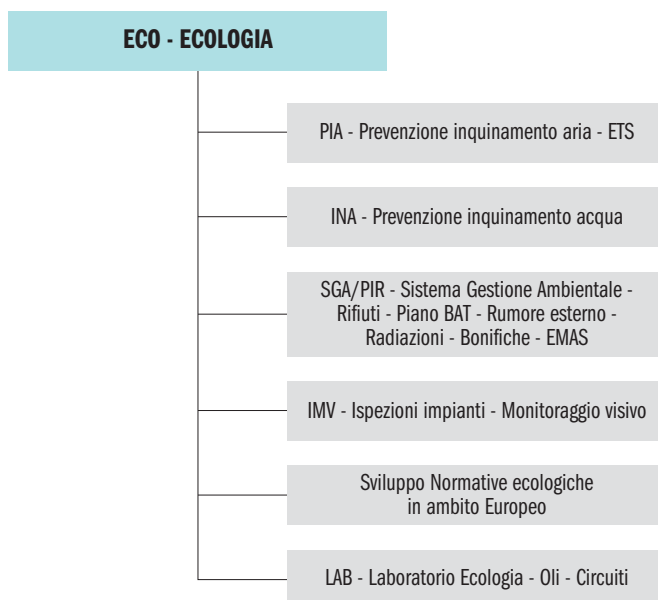 ECO - ECOLOGIA
PIA - Prevenzione inquinamento aria - ETS
INA - Prevenzione inquinamento acqua
SGA/PIR - Sistema Gestione Ambientale -
Rifiuti - Piano BAT - Rumore esterno -
Radiazioni - Bonifiche - EMAS
IMV - Ispezioni impianti - Monitoraggio visivo
Sviluppo Normative ecologiche
in ambito Europeo
LAB - Laboratorio Ecologia - Oli - Circuiti